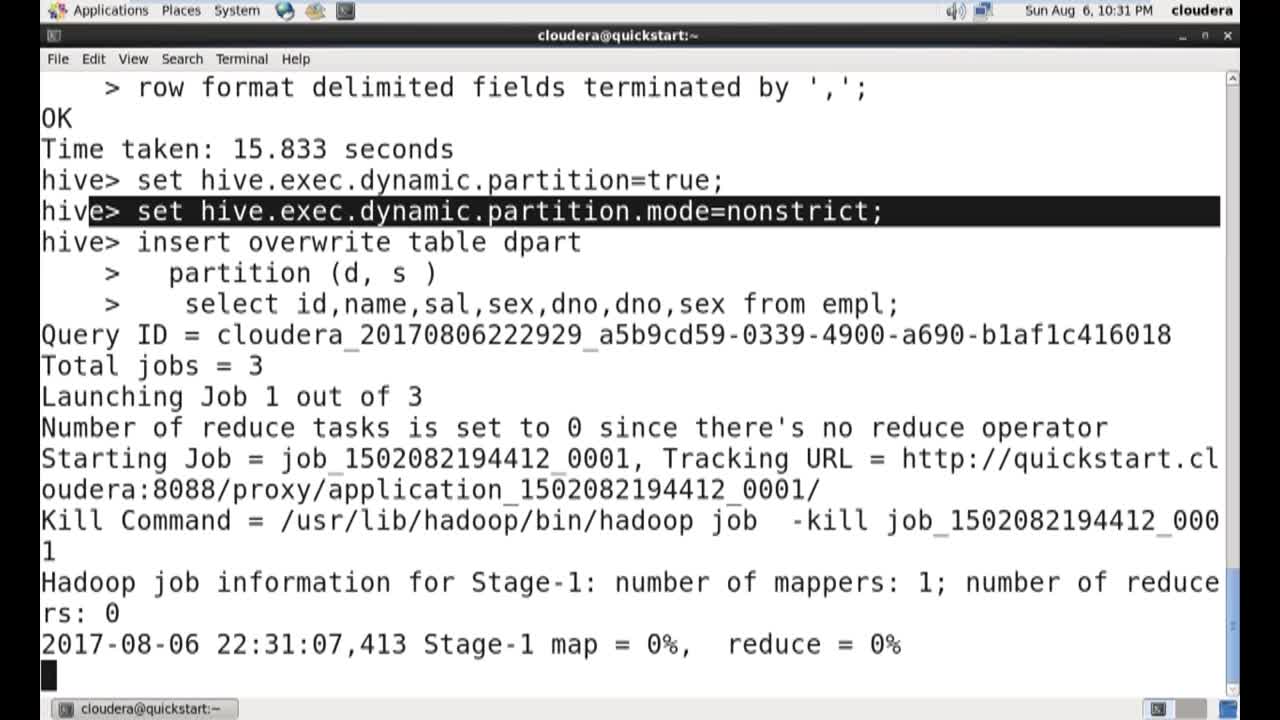 Applications Places System Sun Aug 6, 10:31 PM cloudera
cloudera@quickstart:~
File Edit View Search Terminal Help
> row format delimited fields terminated by ',';
OK
Time taken: 15.833 seconds
hive> set hive.exec.dynamic.partition=true;
hive> set hive.exec.dynamic.partition.mode=nonstrict;
hive> insert overwrite table dpart
> partition (d, s )
> select id,name,sal,sex,dno,dno,sex from empl;
Query ID = cloudera_20170806222929_a5b9cd59-0339-4900-a690-b1af1c416018
Total jobs = 3
Launching Job 1 out of 3
Number of reduce tasks is set to 0 since there's no reduce operator
Starting Job = job_1502082194412_0001, Tracking URL = http://quickstart.cl
oudera:8088/proxy/application_1502082194412_0001/
Kill Command = /usr/lib/hadoop/bin/hadoop job  -kill job_1502082194412_000
1
Hadoop job information for Stage-1: number of mappers: 1; number of reduce
rs: 0
2017-08-06 22:31:07,413 Stage-1 map = 0%,  reduce = 0%
cloudera@quickstart:~